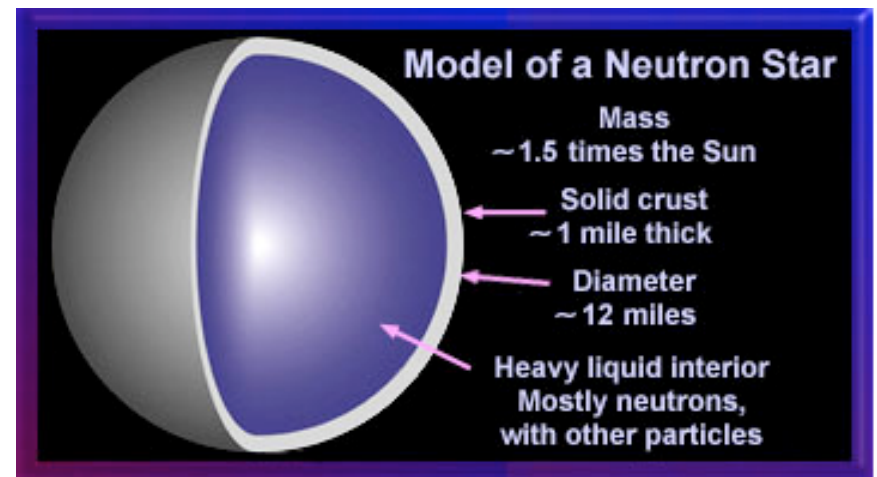 Model of a Neutron Star
Mass
~1.5 times the Sun
Solid crust
~1 mile thick
Diameter
~12 miles
Heavy liquid interior
Mostly neutrons,
with other particles